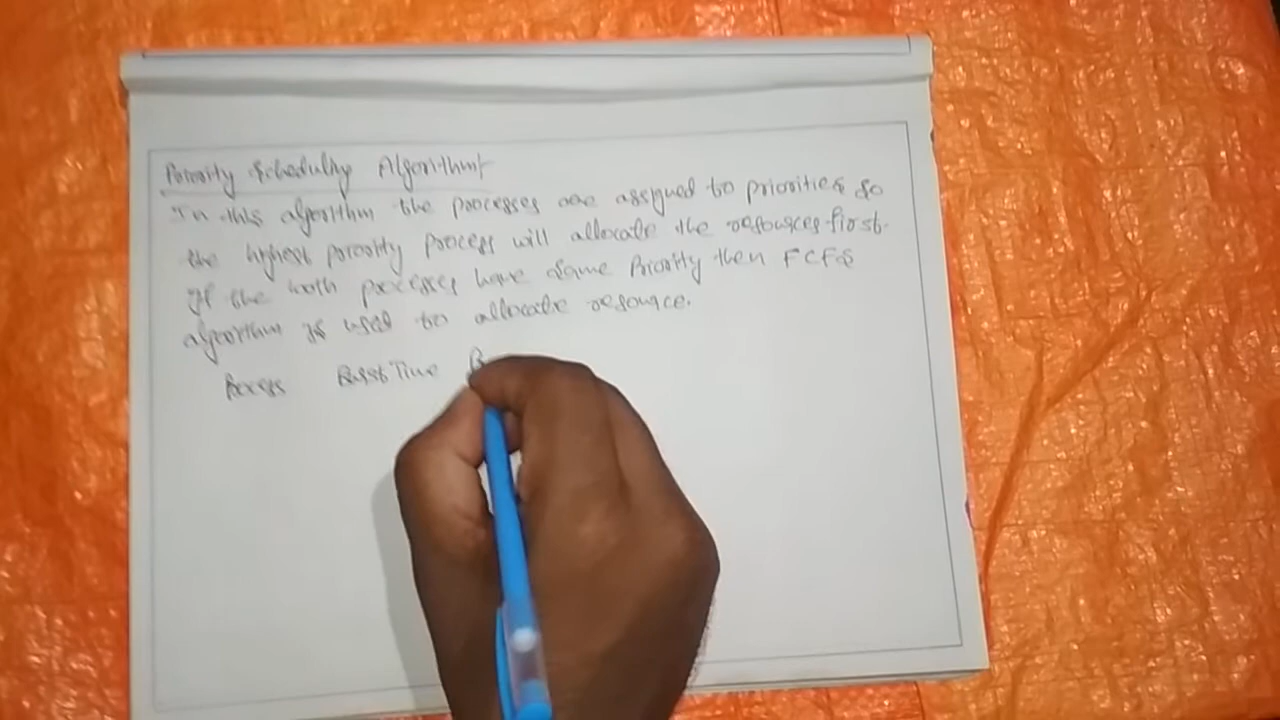 Priority Scheduling Algorithm
In this algorithm the processes are assigned to priorities so
the highest priority process will allocate the resources first.
If the both processes have same Priority then FCFS
algorithm is used to allocate resource.
Process Burst Time